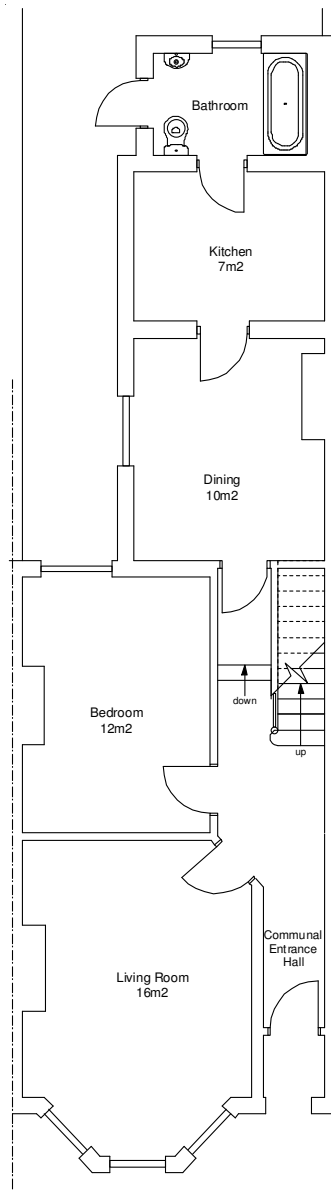 Bathroom
Kitchen
7m2
Dining
10m2
down
up
Bedroom
12m2
Communal
Entrance
Hall
Living Room
16m2